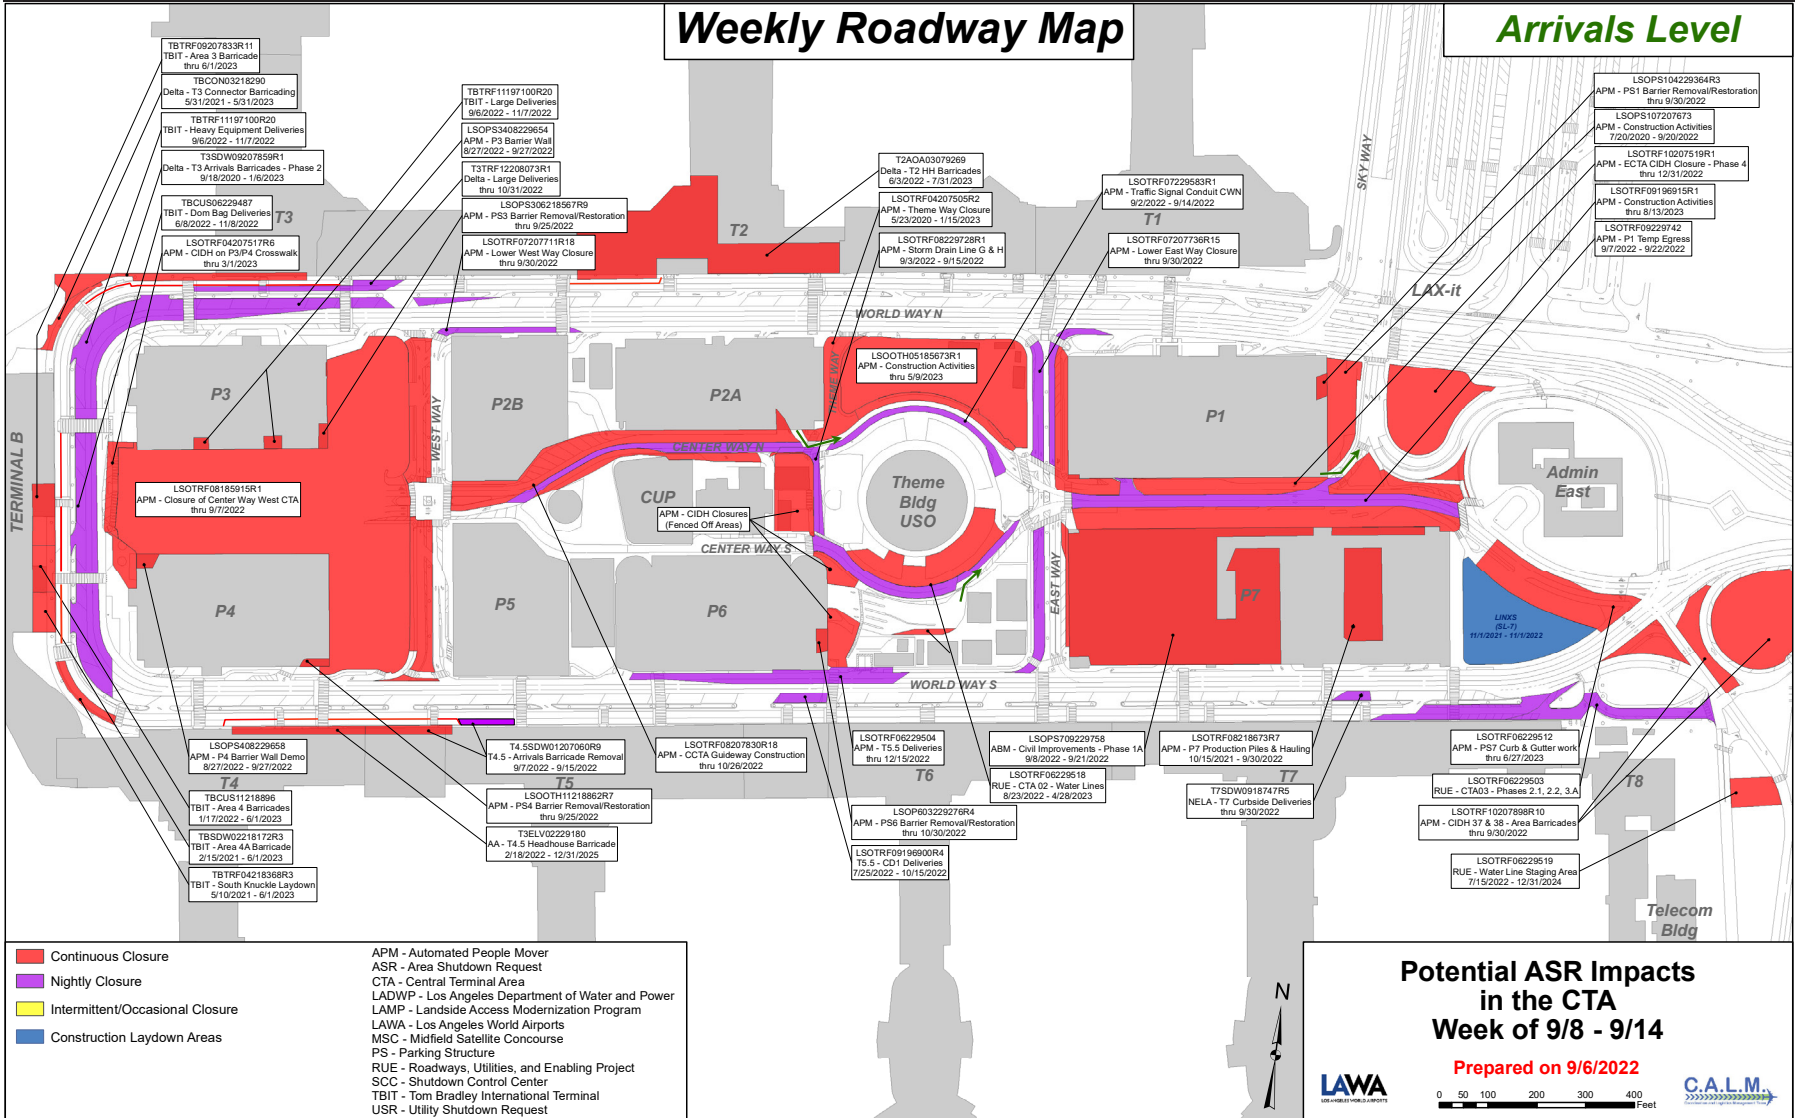 Weekly Roadway Map
Arrivals Level
TBTRF09207833R11
TBIT - Area 3 Barricade
thru 6/1/2023
TBCON03218290
Delta - T3 Connector Barricading
5/31/2021 - 5/31/2023
TBTRF11197100R20
TBIT - Heavy Equipment Deliveries
9/6/2022 - 11/7/2022
T3SDW09207859R1
Delta - T3 Arrivals Barricades - Phase 2
9/18/2020 - 1/6/2023
TBCUS06229487
TBIT - Dom Bag Deliveries
6/8/2022 - 11/8/2022
LSOTRF04207517R6
APM - CIDH on P3/P4 Crosswalk
thru 3/1/2023
TBTRF11197100R20
TBIT - Large Deliveries
9/6/2022 - 11/7/2022
LSOPS3408229654
APM - P3 Barrier Wall
8/27/2022 - 9/27/2022
T3TRF12208073R1
Delta - Large Deliveries
thru 10/31/2022
LSOPS306218567R9
APM - PS3 Barrier Removal/Restoration
thru 9/25/2022
LSOTRF07207711R18
APM - Lower West Way Closure
thru 9/30/2022
T2AOA03079269
Delta - T2 HH Barricades
6/3/2022 - 7/31/2023
LSOTRF04207505R2
APM - Theme Way Closure
5/23/2020 - 1/15/2023
LSOTRF08229728R1
APM - Storm Drain Line G & H
9/3/2022 - 9/15/2022
LSOTRF07229583R1
APM - Traffic Signal Conduit CWN
9/2/2022 - 9/14/2022
LSOTRF07207736R15
APM - Lower East Way Closure
thru 9/30/2022
LSOPS104229364R3
APM - PS1 Barrier Removal/Restoration
thru 9/30/2022
LSOPS107207673
APM - Construction Activities
7/20/2020 - 9/20/2022
LSOTRF10207519R1
APM - ECTA CIDH Closure - Phase 4
thru 12/31/2022
LSOTRF09196915R1
APM - Construction Activities
thru 8/13/2023
LSOTRF09229742
APM - P1 Temp Egress
9/7/2022 - 9/22/2022
T3
T2
T1
SKY WAY
LAX-it
WORLD WAY N
LSOOTH05185673R1
APM - Construction Activities
thru 5/9/2023
THEME WAY
P3
P2B
P2A
P1
WEST WAY
CENTER WAY N
TERMINAL B
LSOTRF08185915R1
APM - Closure of Center Way West CTA
thru 9/7/2022
CUP
Theme
Bldg
USO
Admin
East
APM - CIDH Closures
(Fenced Off Areas)
CENTER WAY S
EAST WAY
P4
P5
P6
P7
LINXS
(SL-7)
11/1/2021 - 11/1/2022
WORLD WAY S
LSOPS408229658
APM - P4 Barrier Wall Demo
8/27/2022 - 9/27/2022
T4
TBCUS11218896
TBIT - Area 4 Barricades
1/17/2022 - 6/1/2023
TBSDW02218172R3
TBIT - Area 4A Barricade
2/15/2021 - 6/1/2023
TBTRF04218368R3
TBIT - South Knuckle Laydown
5/10/2021 - 6/1/2023
T4.5SDW01207060R9
T4.5 - Arrivals Barricade Removal
9/7/2022 - 9/15/2022
T5
LSOOTH11218862R7
APM - PS4 Barrier Removal/Restoration
thru 9/25/2022
T3ELV02229180
AA - T4.5 Headhouse Barricade
2/18/2022 - 12/31/2025
LSOTRF08207830R18
APM - CCTA Guideway Construction
thru 10/26/2022
LSOTRF06229504
APM - T5.5 Deliveries
thru 12/15/2022
T6
LSOPS709229758
ABM - Civil Improvements - Phase 1A
9/8/2022 - 9/21/2022
LSOTRF06229518
RUE - CTA 02 - Water Lines
8/23/2022 - 4/28/2023
LSOP603229276R4
APM - PS6 Barrier Removal/Restoration
thru 10/30/2022
LSOTRF09196900R4
T5.5 - CD1 Deliveries
7/25/2022 - 10/15/2022
LSOTRF08218673R7
APM - P7 Production Piles & Hauling
10/15/2021 - 9/30/2022
T7
T7SDW0918747R5
NELA - T7 Curbside Deliveries
thru 9/30/2022
LSOTRF06229512
APM - PS7 Curb & Gutter work
thru 6/27/2023
LSOTRF06229503
RUE - CTA03 - Phases 2.1, 2.2, 3.A
T8
LSOTRF10207898R10
APM - CIDH 37 & 38 - Area Barricades
thru 9/30/2022
LSOTRF06229519
RUE - Water Line Staging Area
7/15/2022 - 12/31/2024
Telecom
Bldg
Continuous Closure
Nightly Closure
Intermittent/Occasional Closure
Construction Laydown Areas
APM - Automated People Mover
ASR - Area Shutdown Request
CTA - Central Terminal Area
LADWP - Los Angeles Department of Water and Power
LAMP - Landside Access Modernization Program
LAWA - Los Angeles World Airports
MSC - Midfield Satellite Concourse
PS - Parking Structure
RUE - Roadways, Utilities, and Enabling Project
SCC - Shutdown Control Center
TBIT - Tom Bradley International Terminal
USR - Utility Shutdown Request
N
Potential ASR Impacts
in the CTA
Week of 9/8 - 9/14
Prepared on 9/6/2022
LAWA
LOS ANGELES WORLD AIRPORTS
0 50 100 200 300 400
Feet
C.A.L.M.